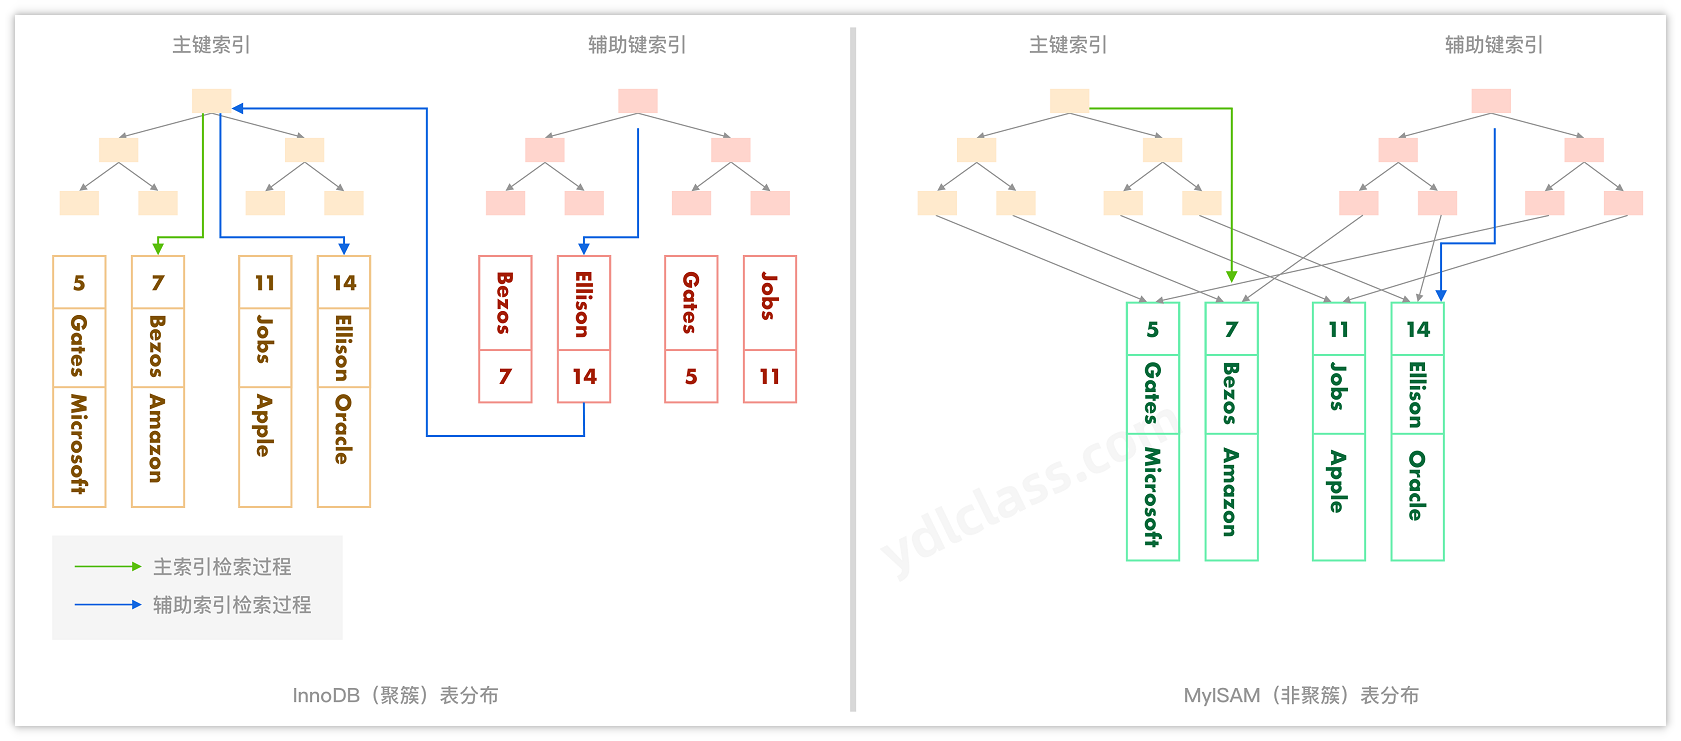 主键索引
辅助键索引
5
7
11
14
Gates
Bezos
Jobs
Ellison
Microsoft
Amazon
Apple
Oracle
Bezos
Ellison
Gates
Jobs
7
14
5
11
主索引检索过程
辅助索引检索过程
InnoDB（聚簇）表分布
主键索引
辅助键索引
5
7
11
14
Gates
Bezos
Jobs
Ellison
Microsoft
Amazon
Apple
Oracle
ydlclass.com
MyISAM（非聚簇）表分布